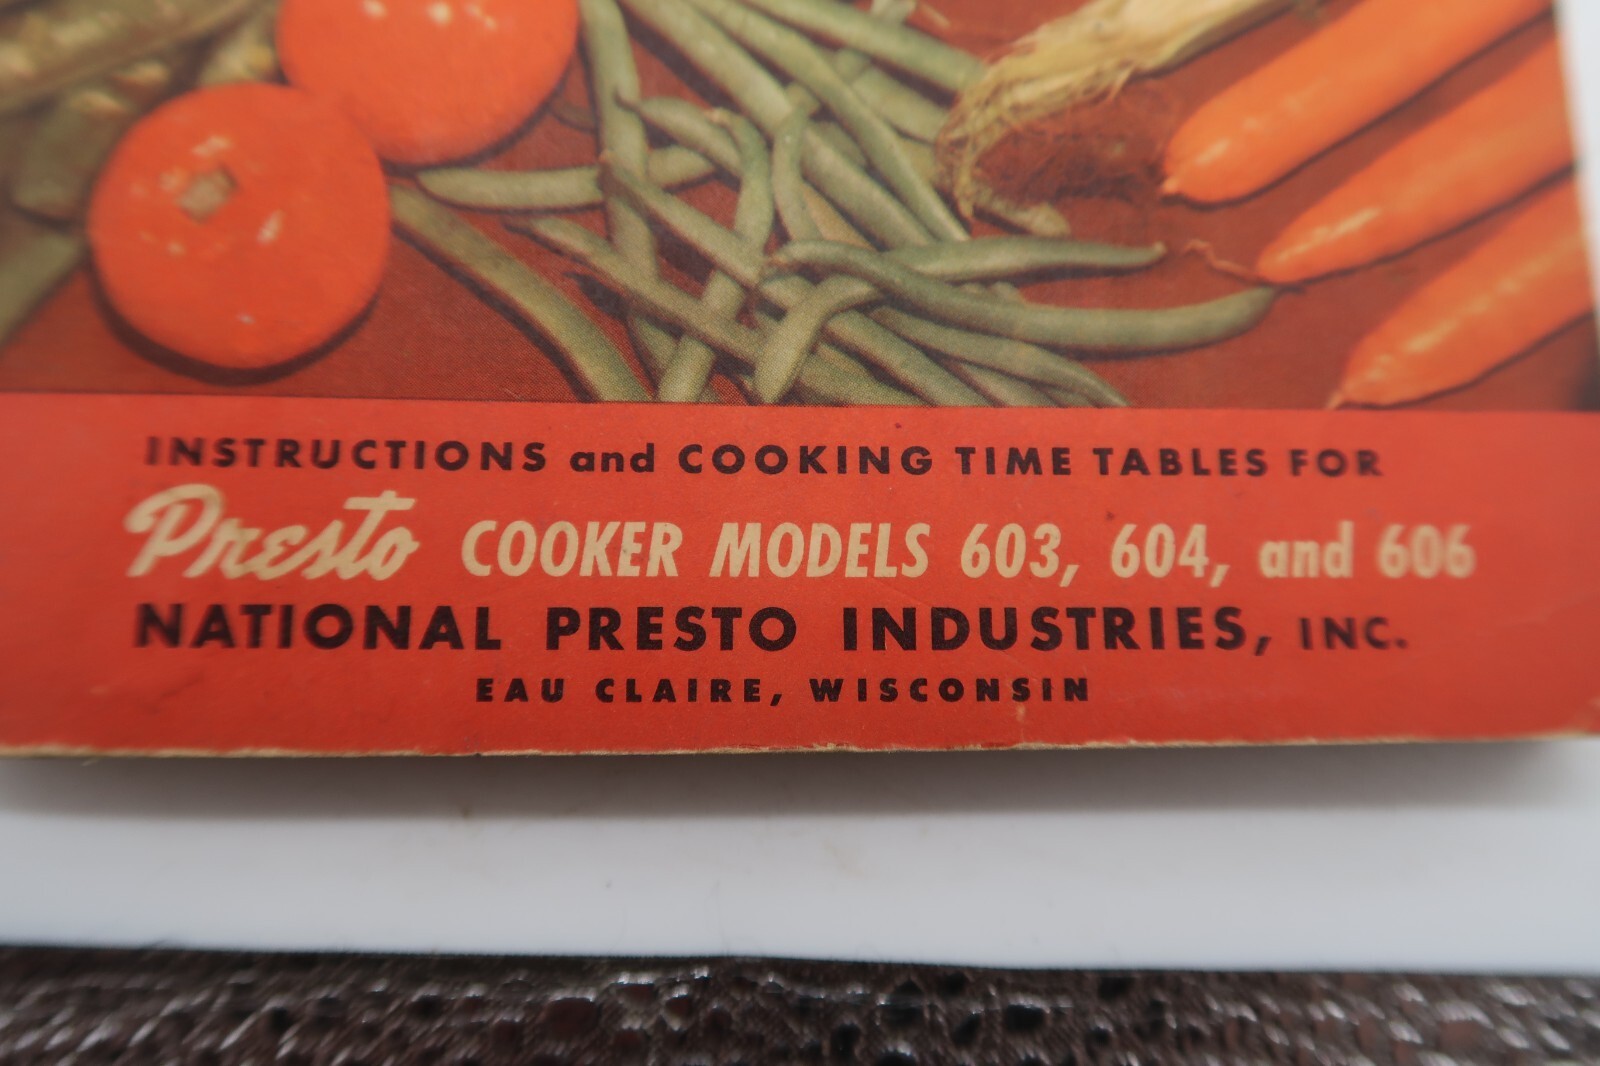 INSTRUCTIONS and COOKING TIME TABLES FOR
Presto COOKER MODELS 603, 604, and 606
NATIONAL PRESTO INDUSTRIES, INC.
EAU CLAIRE, WISCONSIN